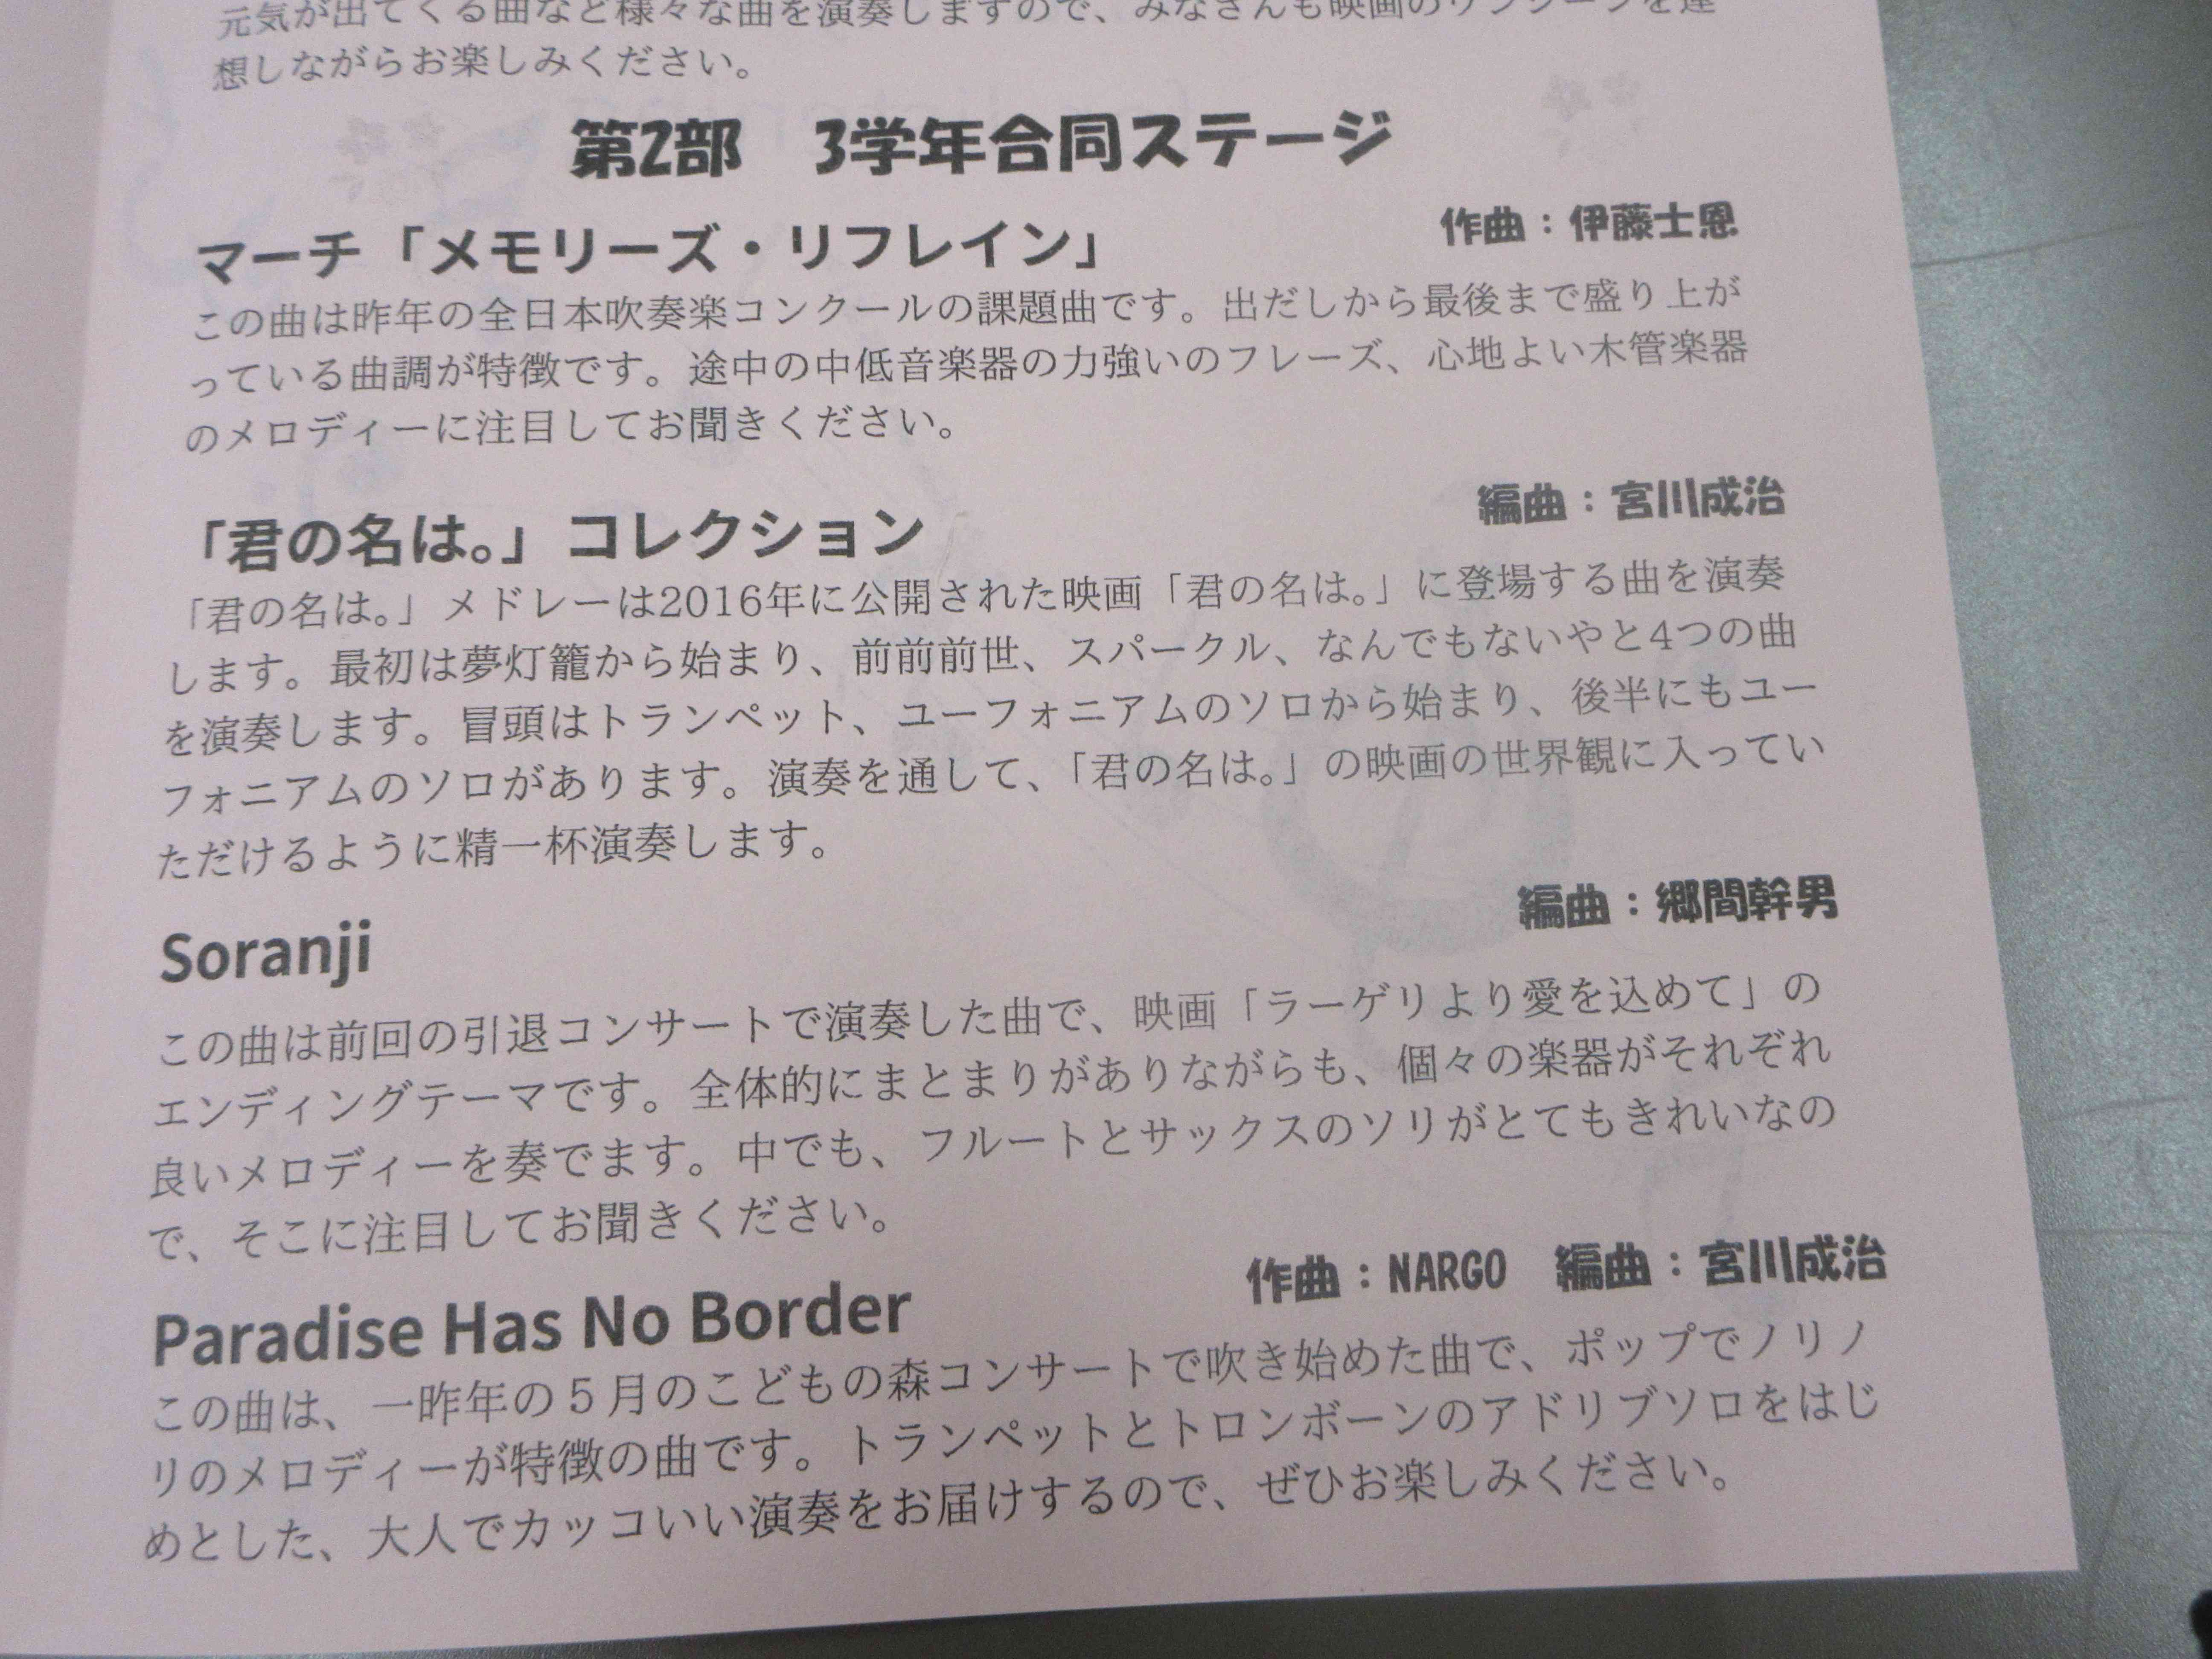 元気が出てくる曲など様々な曲を演奏しますので、みなさんも映画のワンシーンを連
想しながらお楽しみください。
第2部　3学年合同ステージ
マーチ「メモリーズ・リフレイン」　作曲：伊藤士恩
この曲は昨年の全日本吹奏楽コンクールの課題曲です。出だしから最後まで盛り上が
っている曲調が特徴です。途中の中低音楽器の力強いのフレーズ、心地よい木管楽器
のメロディーに注目してお聞きください。
「君の名は。」コレクション　編曲：宮川成治
「君の名は。」メドレーは2016年に公開された映画「君の名は。」に登場する曲を演奏
します。最初は夢灯籠から始まり、前前前世、スパークル、なんでもないやと4つの曲
を演奏します。冒頭はトランペット、ユーフォニアムのソロから始まり、後半にもユー
フォニアムのソロがあります。演奏を通して、「君の名は。」の映画の世界観に入ってい
ただけるように精一杯演奏します。
Soranji　編曲：郷間幹男
この曲は前回の引退コンサートで演奏した曲で、映画「ラーゲリより愛を込めて」の
エンディングテーマです。全体的にまとまりがありながらも、個々の楽器がそれぞれ
良いメロディーを奏でます。中でも、フルートとサックスのソリがとてもきれいなの
で、そこに注目してお聞きください。
Paradise Has No Border　作曲：NARGO　編曲：宮川成治
この曲は、一昨年の５月のこどもの森コンサートで吹き始めた曲で、ポップでノリノ
リのメロディーが特徴の曲です。トランペットとトロンボーンのアドリブソロをはじ
めとした、大人でカッコいい演奏をお届けするので、ぜひお楽しみください。